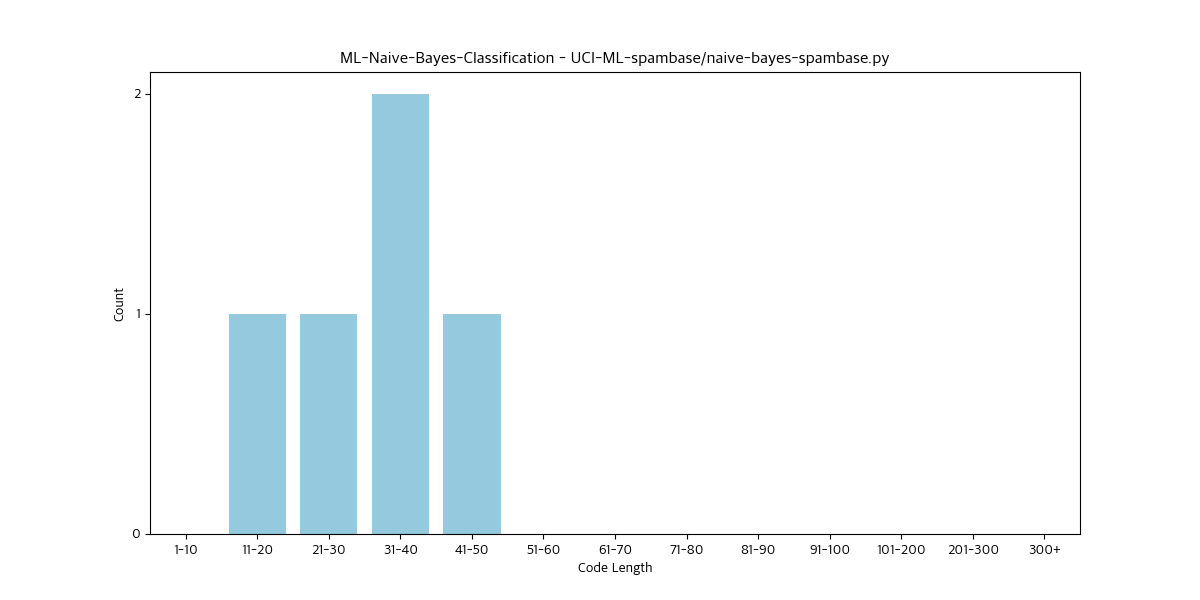 ML-Naive-Bayes-Classification - UCI-ML-spambase/naive-bayes-spambase.py
2
1
0
Count
1-10 11-20 21-30 31-40 41-50 51-60 61-70 71-80 81-90 91-100 101-200 201-300 300+
Code Length